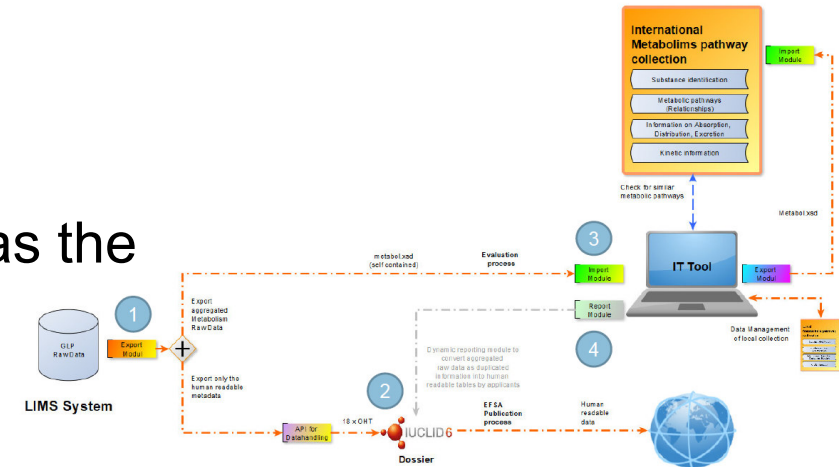 International
Metabolims pathway
collection
Import
Module
Substance identification
Metabolic pathways
(Relationships)
Information on Absorption,
Distribution, Excretion
Kinetic information
Check for similar
metabolic pathways
Metabol.xsd
as the
metabol.xsd
(self contained)
Evaluation
process
3
Import
Module
IT Tool
Export
Modul
Export
aggregated
Metabolism
RawData
1
GLP
RawData
Export
Modul
LIMS System
Report
Module
4
Data Management
of local collection
Dynamic reporting module to
convert aggregated
raw data as duplicated
information into human
readable tables by applicants
Export only the
human readable
metadata
2
API for
Datahandling
18 x OHT
IUCLID 6
Dossier
EFSA
Publication
process
Human
readable
data